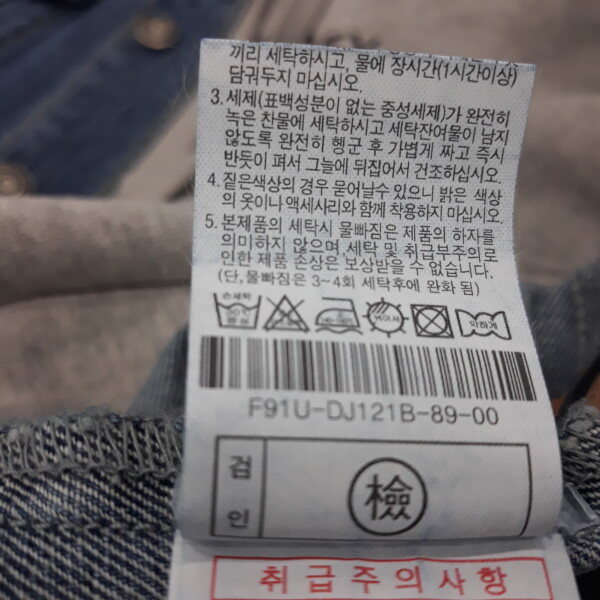 끼리 세탁하시고, 물에 장시간(1시간이상)
담궈두지 마십시오.
3. 세제(표백성분이 없는 중성세제)가 완전히
녹은 찬물에 세탁하시고 세탁잔여물이 남지
않도록 완전히 헹군 후 가볍게 짜고 즉시
반듯이 펴서 그늘에 뒤집어서 건조하십시오.
4. 짙은색상의 경우 묻어날수 있으니 밝은 색상
의 옷이나 액세사리와 함께 착용하지 마십시오.
5. 본제품의 세탁시 물빠짐은 제품의 하자를
의미하지 않으며, 세탁 및 취급부주의로
인한 제품 손상은 보상받을 수 없습니다.
(단, 물빠짐은 3~4회 세탁후에 완화 됨)
손세탁 뉘어서 약하게
F91U-DJ121B-89-00
검인 檢
취급주의사항